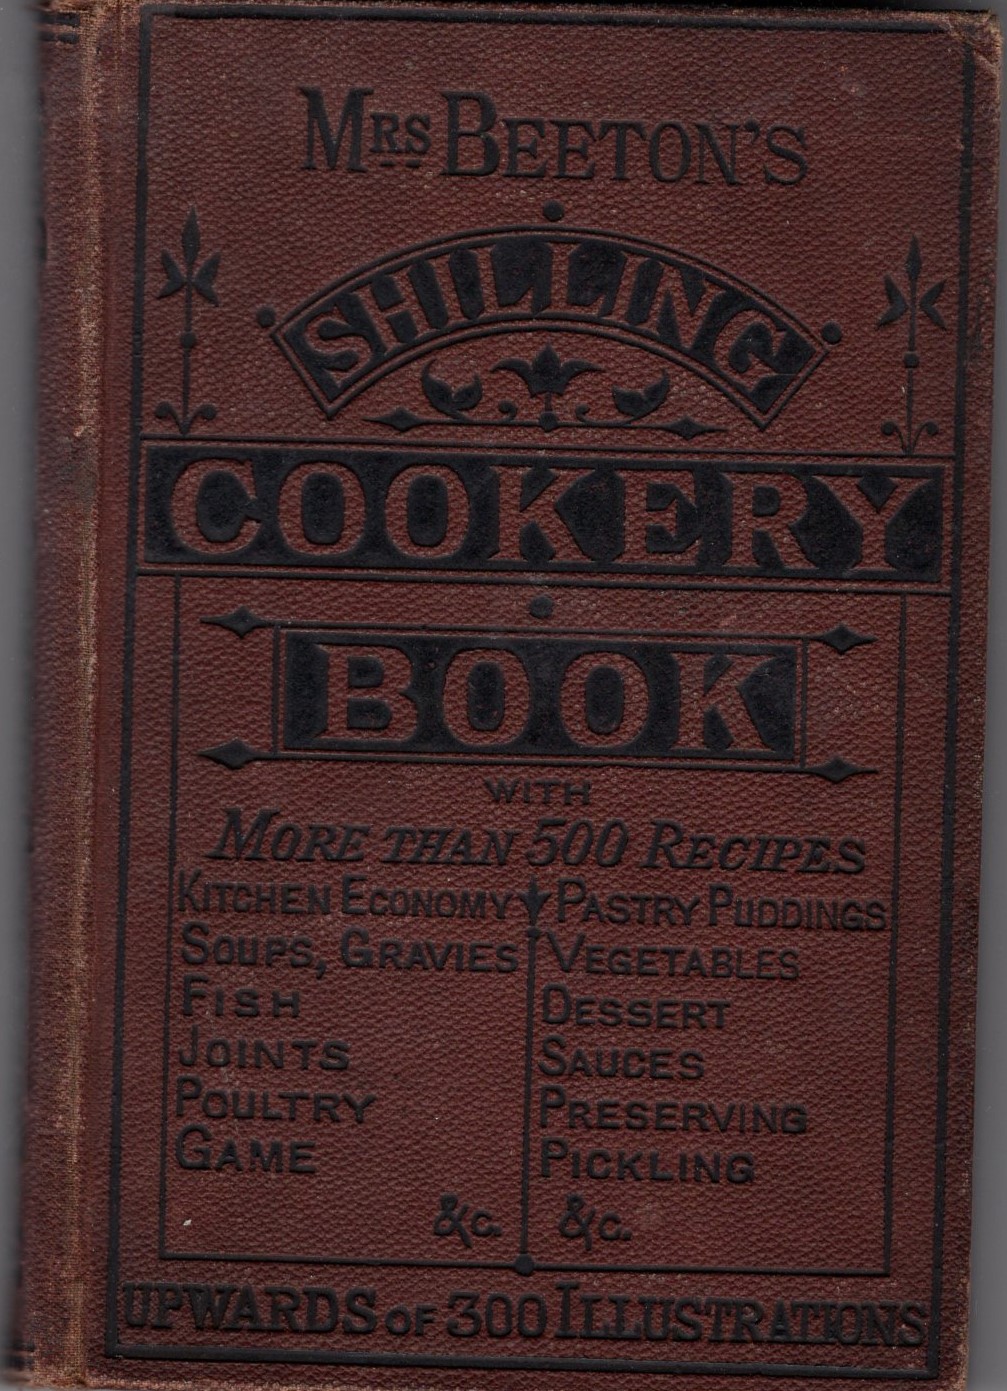 MRS BEETON'S
SHILLING
COOKERY
BOOK
WITH
MORE THAN 500 RECIPES
KITCHEN ECONOMY
SOUPS, GRAVIES
FISH
JOINTS
POULTRY
GAME
&c.
PASTRY PUDDINGS
VEGETABLES
DESSERT
SAUCES
PRESERVING
PICKLING
&c.
UPWARDS OF 300 ILLUSTRATIONS